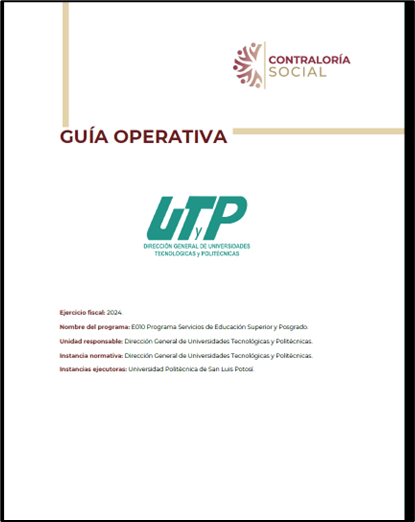 CONTRALORÍA
SOCIAL
GUÍA OPERATIVA
UTyP
DIRECCIÓN GENERAL DE UNIVERSIDADES
TECNOLÓGICAS y POLITÉCNICAS
Ejercicio fiscal: 2024.
Nombre del programa: E010 Programa Servicios de Educación Superior y Posgrado.
Unidad responsable: Dirección General de Universidades Tecnológicas y Politécnicas.
Instancia normativa: Dirección General de Universidades Tecnológicas y Politécnicas.
Instancias ejecutoras: Universidad Politécnica de San Luis Potosí.